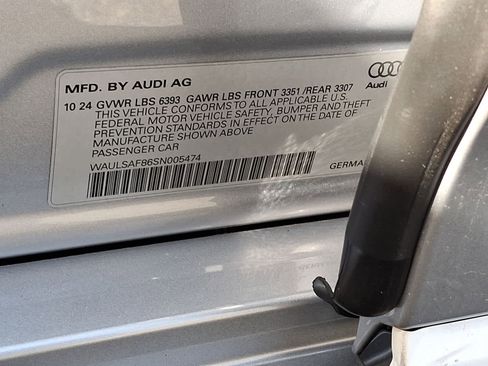 MFD. BY AUDI AG
Audi
10 24 GVWR LBS 6393 GAWR LBS FRONT 3351 /REAR 3307
THIS VEHICLE CONFORMS TO ALL APPLICABLE U.S.
FEDERAL MOTOR VEHICLE SAFETY, BUMPER AND THEFT
PREVENTION STANDARDS IN EFFECT ON THE DATE OF
MANUFACTURE SHOWN ABOVE
PASSENGER CAR
WAULSAF86SN005474
GERMA